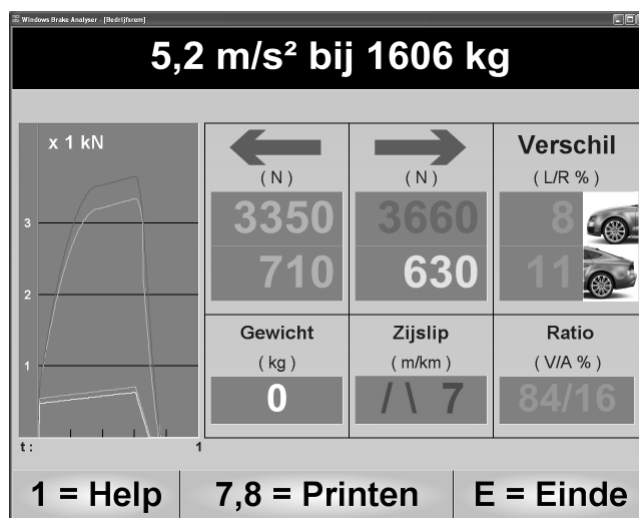 Windows Brake Analyser - [Bedrijfsrem]
5,2 m/s² bij 1606 kg
x 1 kN
3
2
1
t :
1
( N )
( N )
Verschil
( L/R % )
3350
3660
8
710
630
11
Gewicht
Zijslip
Ratio
( kg )
( m/km )
( V/A % )
0
/ \ 7
84/16
1 = Help
7,8 = Printen
E = Einde